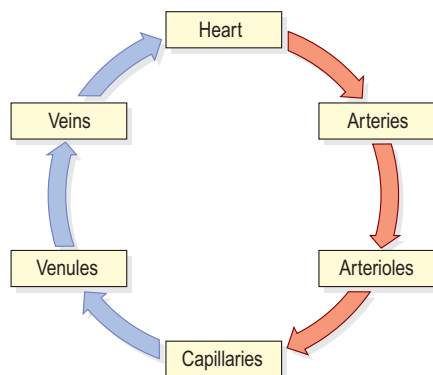 Heart
Arteries
Arterioles
Capillaries
Venules
Veins